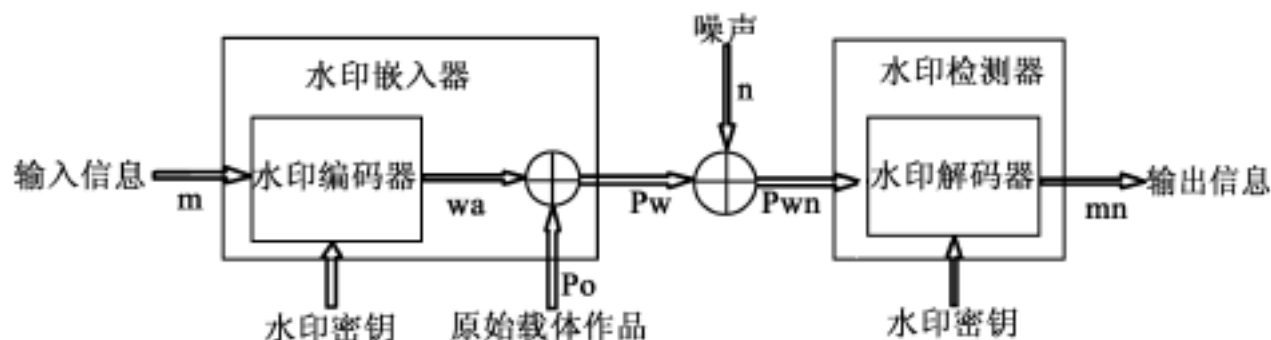 噪声
水印嵌入器
水印检测器
n
输入信息
m
水印编码器
wa
Pw
Pwn
水印解码器
mn
输出信息
Po
水印密钥
原始载体作品
水印密钥